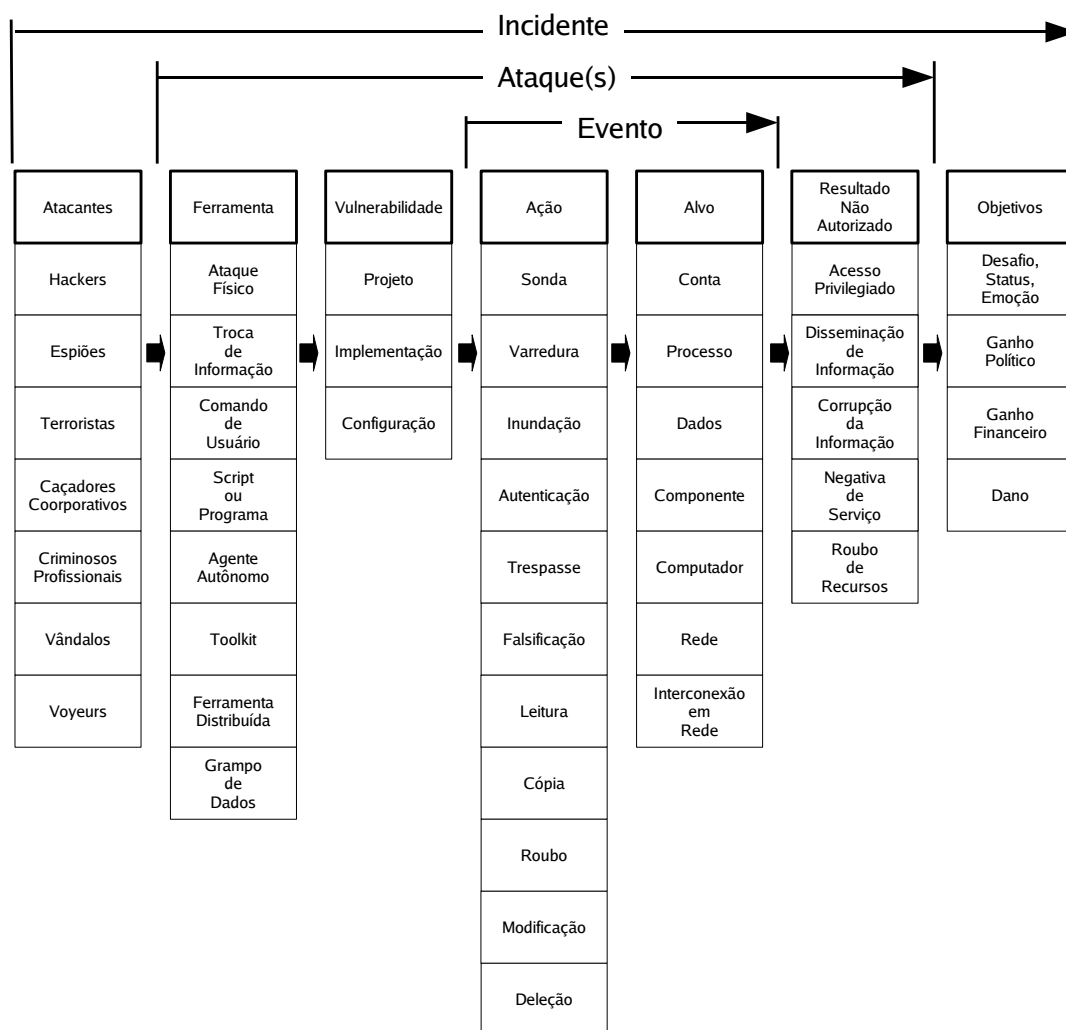 Incidente
Ataque(s)
Evento
Atacantes
Hackers
Espiões
Terroristas
Caçadores
Coorporativos
Criminosos
Profissionais
Vândalos
Voyeurs
Ferramenta
Ataque
Físico
Troca
de
Informação
Comando
de
Usuário
Script
ou
Programa
Agente
Autônomo
Toolkit
Ferramenta
Distribuída
Grampo
de
Dados
Vulnerabilidade
Projeto
Implementação
Configuração
Ação
Sonda
Varredura
Inundação
Autenticação
Trespasse
Falsificação
Leitura
Cópia
Roubo
Modificação
Deleção
Alvo
Conta
Processo
Dados
Componente
Computador
Rede
Interconexão
em
Rede
Resultado
Não
Autorizado
Acesso
Privilegiado
Disseminação
de
Informação
Corrupção
da
Informação
Negativa
de
Serviço
Roubo
de
Recursos
Objetivos
Desafio,
Status,
Emoção
Ganho
Político
Ganho
Financeiro
Dano